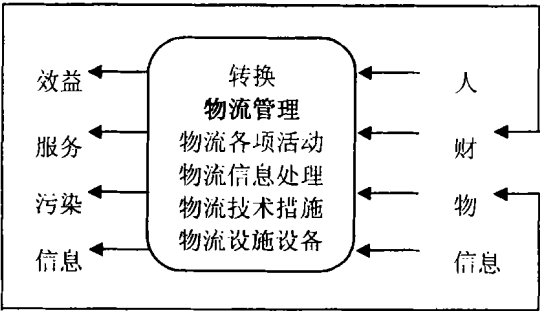 效益
服务
污染
信息
转换
物流管理
物流各项活动
物流信息处理
物流技术措施
物流设施设备
人
财
物
信息